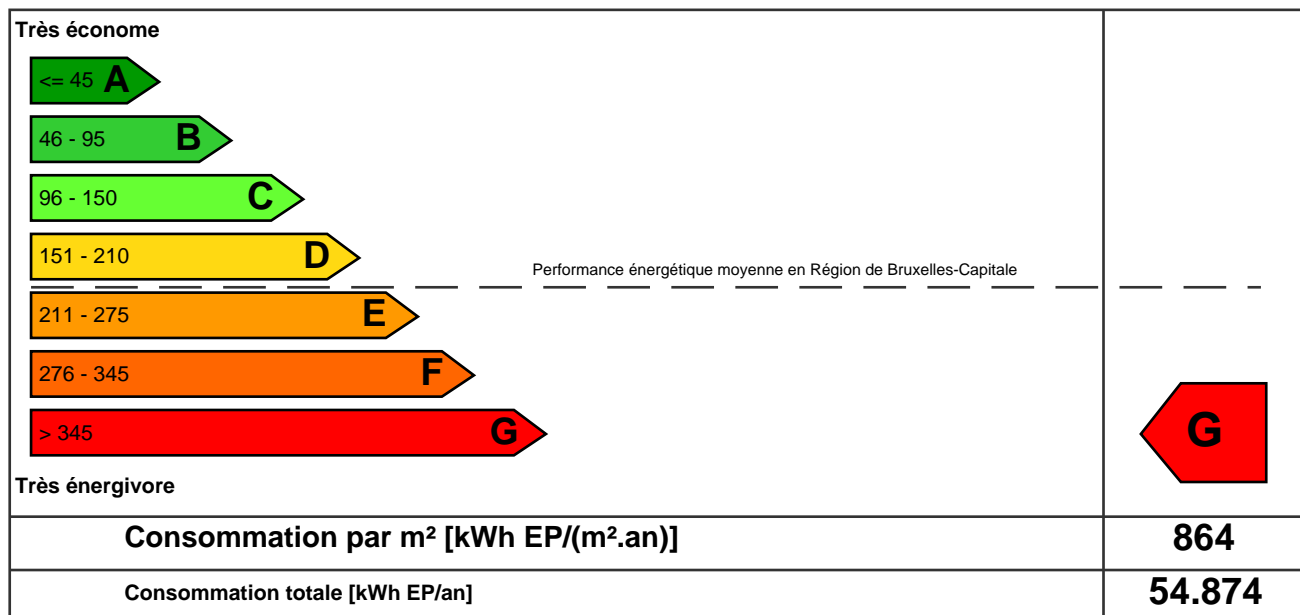 Très économe
<= 45 A
46 - 95 B
96 - 150 C
151 - 210 D
Performance énergétique moyenne en Région de Bruxelles-Capitale
211 - 275 E
276 - 345 F
> 345 G
G
Très énergivore
Consommation par m² [kWh EP/(m².an)] 864
Consommation totale [kWh EP/an] 54.874